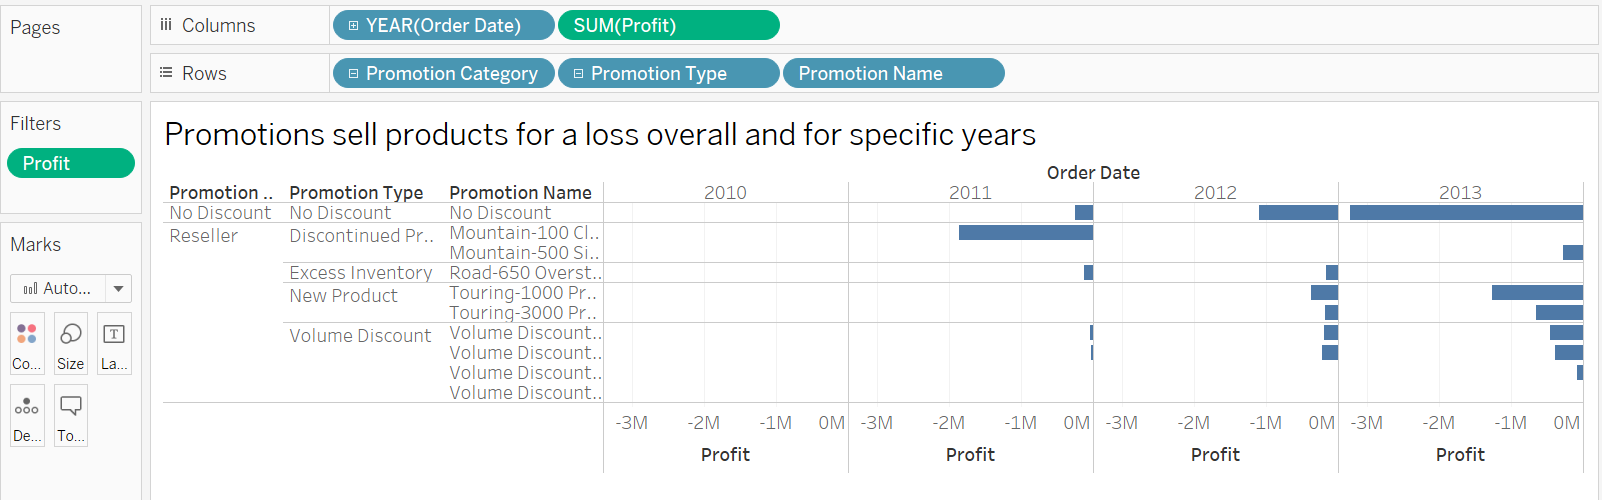 Pages
Columns
YEAR(Order Date)
SUM(Profit)
Rows
Promotion Category
Promotion Type
Promotion Name
Filters
Profit
Marks
Auto...
Co...
Size
La...
De...
To...
Promotions sell products for a loss overall and for specific years
Order Date
Promotion .. Promotion Type Promotion Name 2010 2011 2012 2013
No Discount No Discount No Discount
Reseller Discontinued Pr.. Mountain-100 Cl..
Mountain-500 Si..
Excess Inventory Road-650 Overst..
New Product Touring-1000 Pr..
Touring-3000 Pr..
Volume Discount Volume Discount..
Volume Discount..
Volume Discount..
Volume Discount..
-3M -2M -1M 0M -3M -2M -1M 0M -3M -2M -1M 0M -3M -2M -1M 0M
Profit Profit Profit Profit